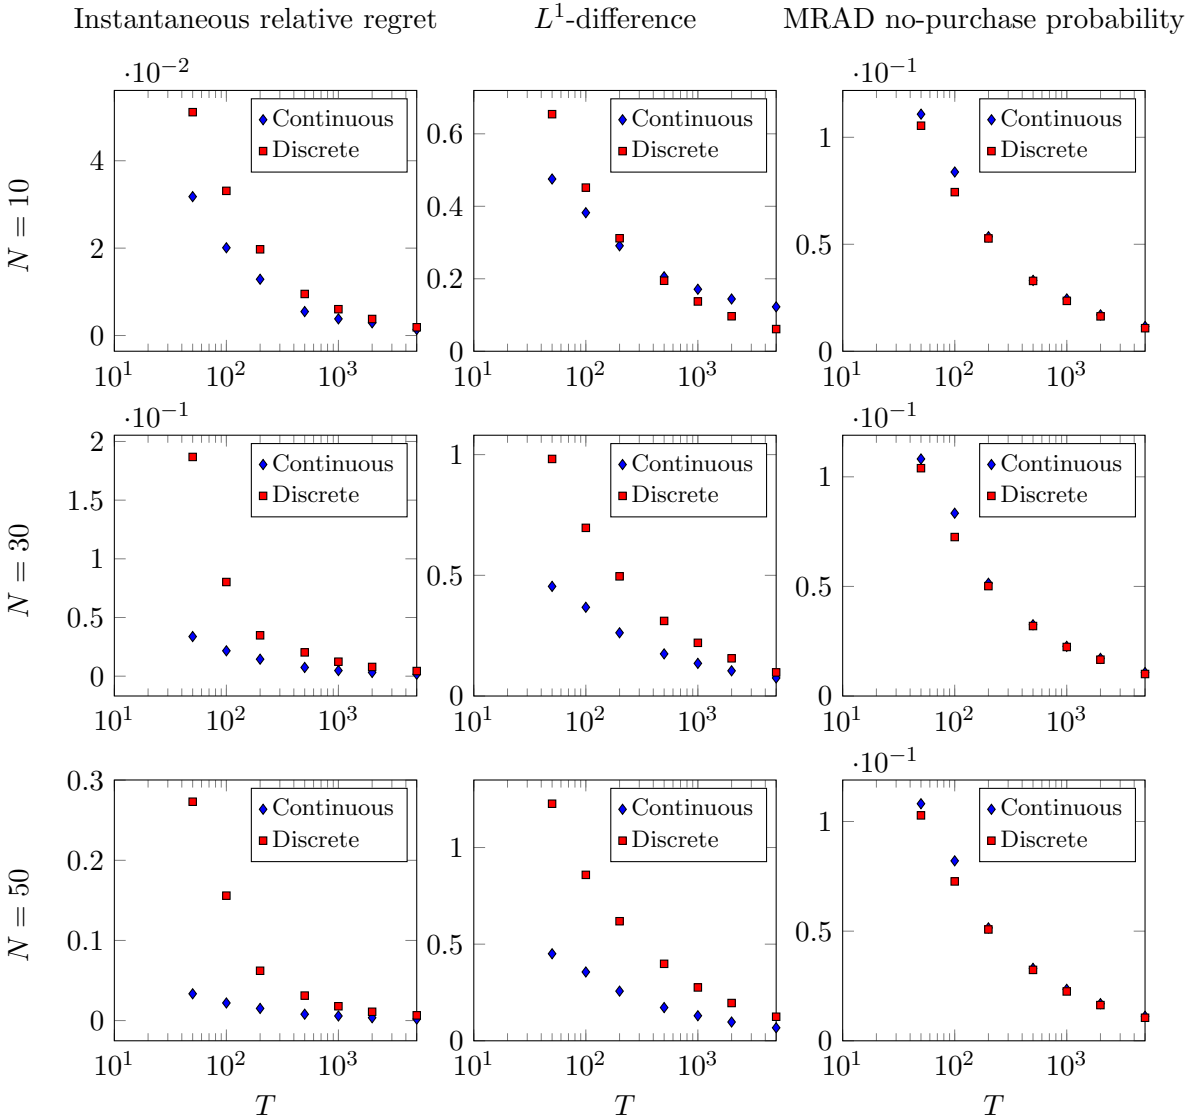 Instantaneous relative regret
L¹-difference
MRAD no-purchase probability
N = 10
·10⁻²
4
2
0
10¹ 10² 10³
Continuous
Discrete
0.6
0.4
0.2
0
10¹ 10² 10³
Continuous
Discrete
·10⁻¹
1
0.5
0
10¹ 10² 10³
Continuous
Discrete
N = 30
·10⁻¹
2
1.5
1
0.5
0
10¹ 10² 10³
Continuous
Discrete
1
0.5
0
10¹ 10² 10³
Continuous
Discrete
·10⁻¹
1
0.5
0
10¹ 10² 10³
Continuous
Discrete
N = 50
0.3
0.2
0.1
0
10¹ 10² 10³
T
Continuous
Discrete
1
0.5
0
10¹ 10² 10³
T
Continuous
Discrete
·10⁻¹
1
0.5
0
10¹ 10² 10³
T
Continuous
Discrete